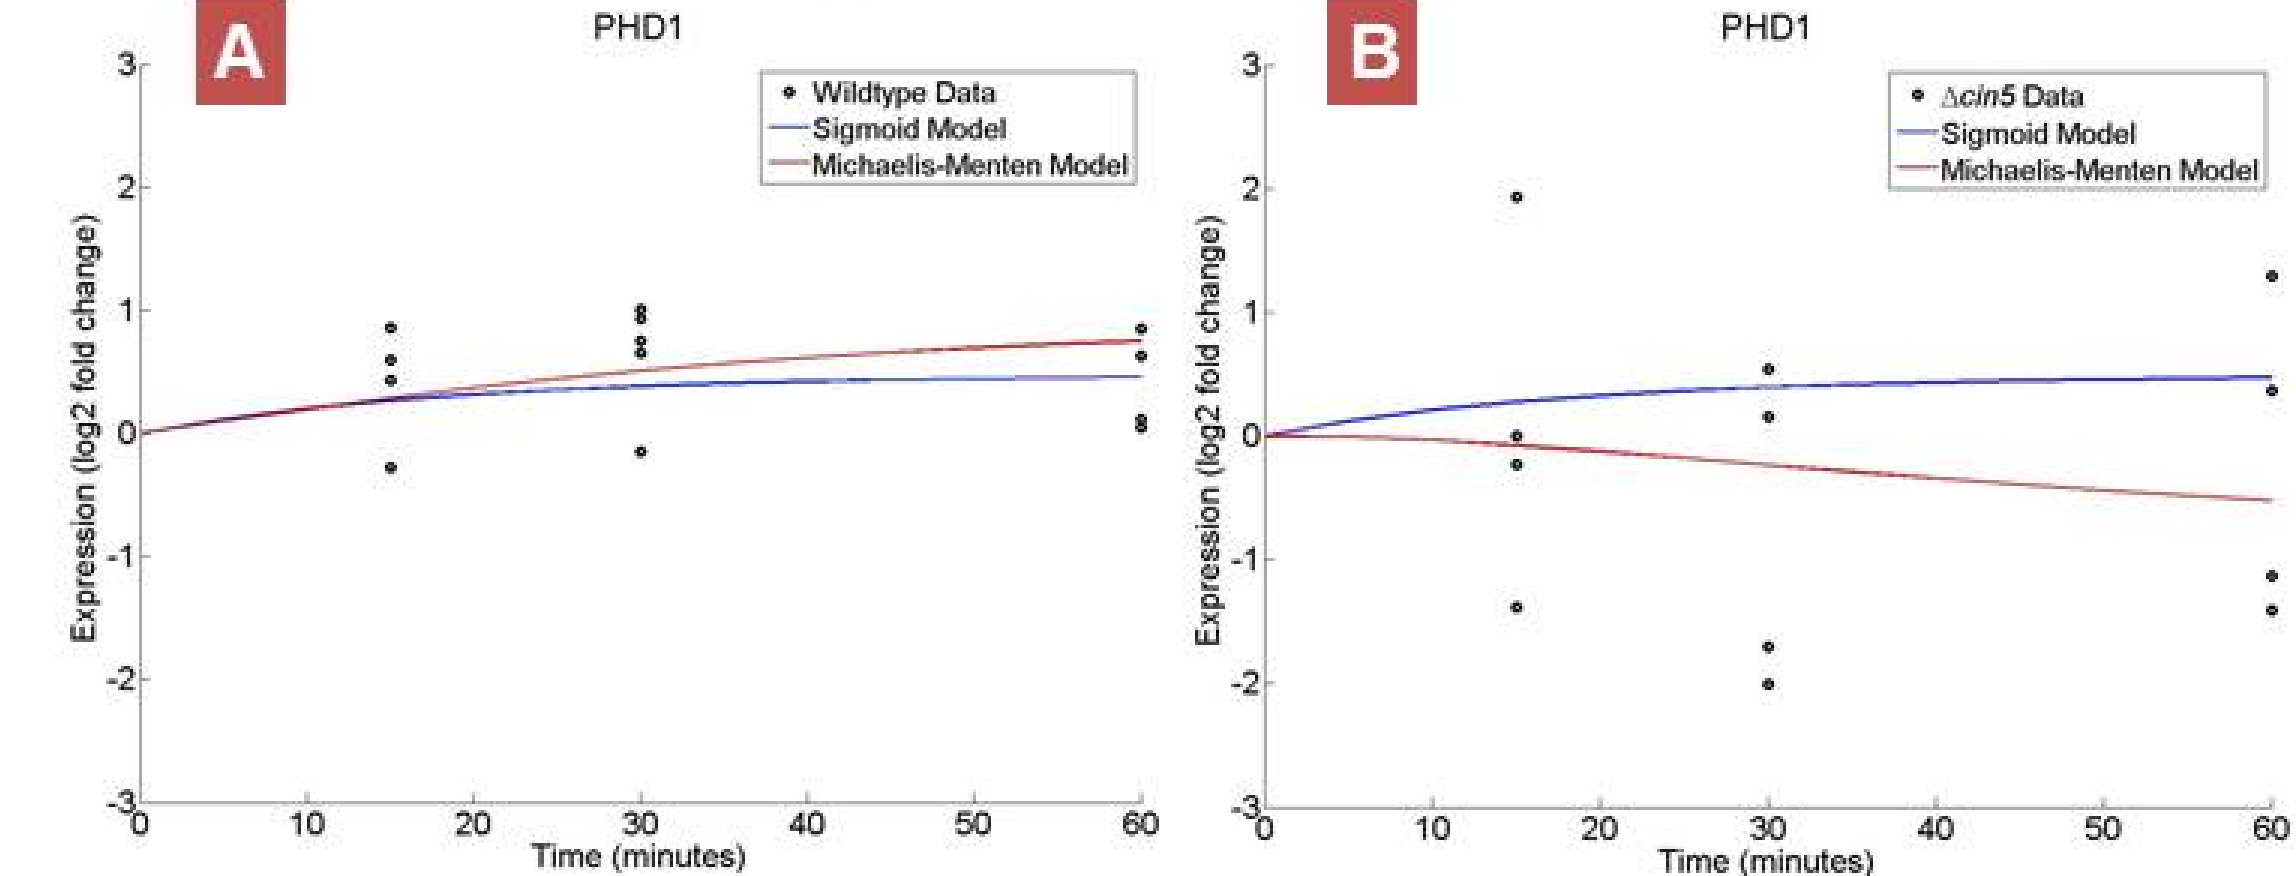 A
PHD1
3
2
1
0
-1
-2
-3
Expression (log2 fold change)
Wildtype Data
Sigmoid Model
Michaelis-Menten Model
0 10 20 30 40 50 60
Time (minutes)
B
PHD1
3
2
1
0
-1
-2
-3
Expression (log2 fold change)
Δcin5 Data
Sigmoid Model
Michaelis-Menten Model
0 10 20 30 40 50 60
Time (minutes)